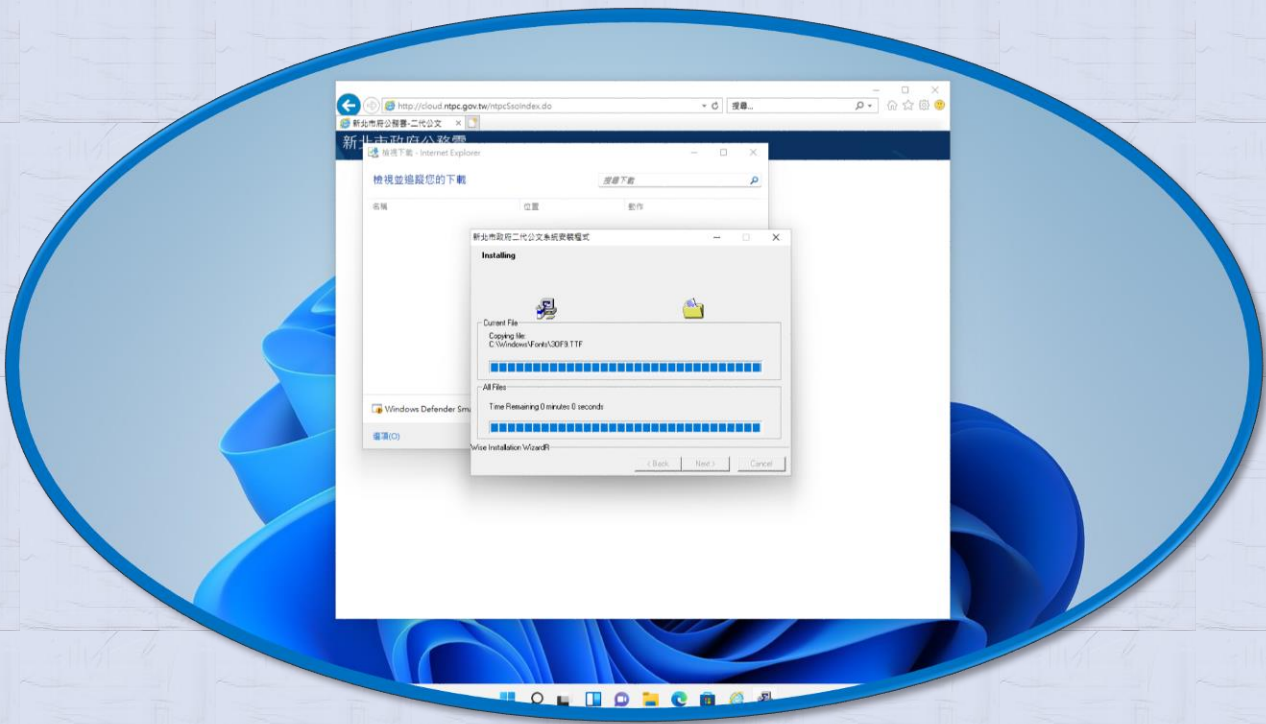 http://cloud.ntpc.gov.tw/ntpcSsoIndex.do
搜尋...
新北市府公務雲-二代公文
新北市政府公務雲
檢視下載 - Internet Explorer
檢視並追蹤您的下載
搜尋下載
名稱 位置 動作
新北市政府二代公文系統安裝程式
Installing
Current File
Copying file:
C:\Windows\Fonts\3OF9.TTF
All Files
Time Remaining 0 minutes 0 seconds
Windows Defender Sma
選項(O)
Wise Installation WizardR
< Back Next > Cancel